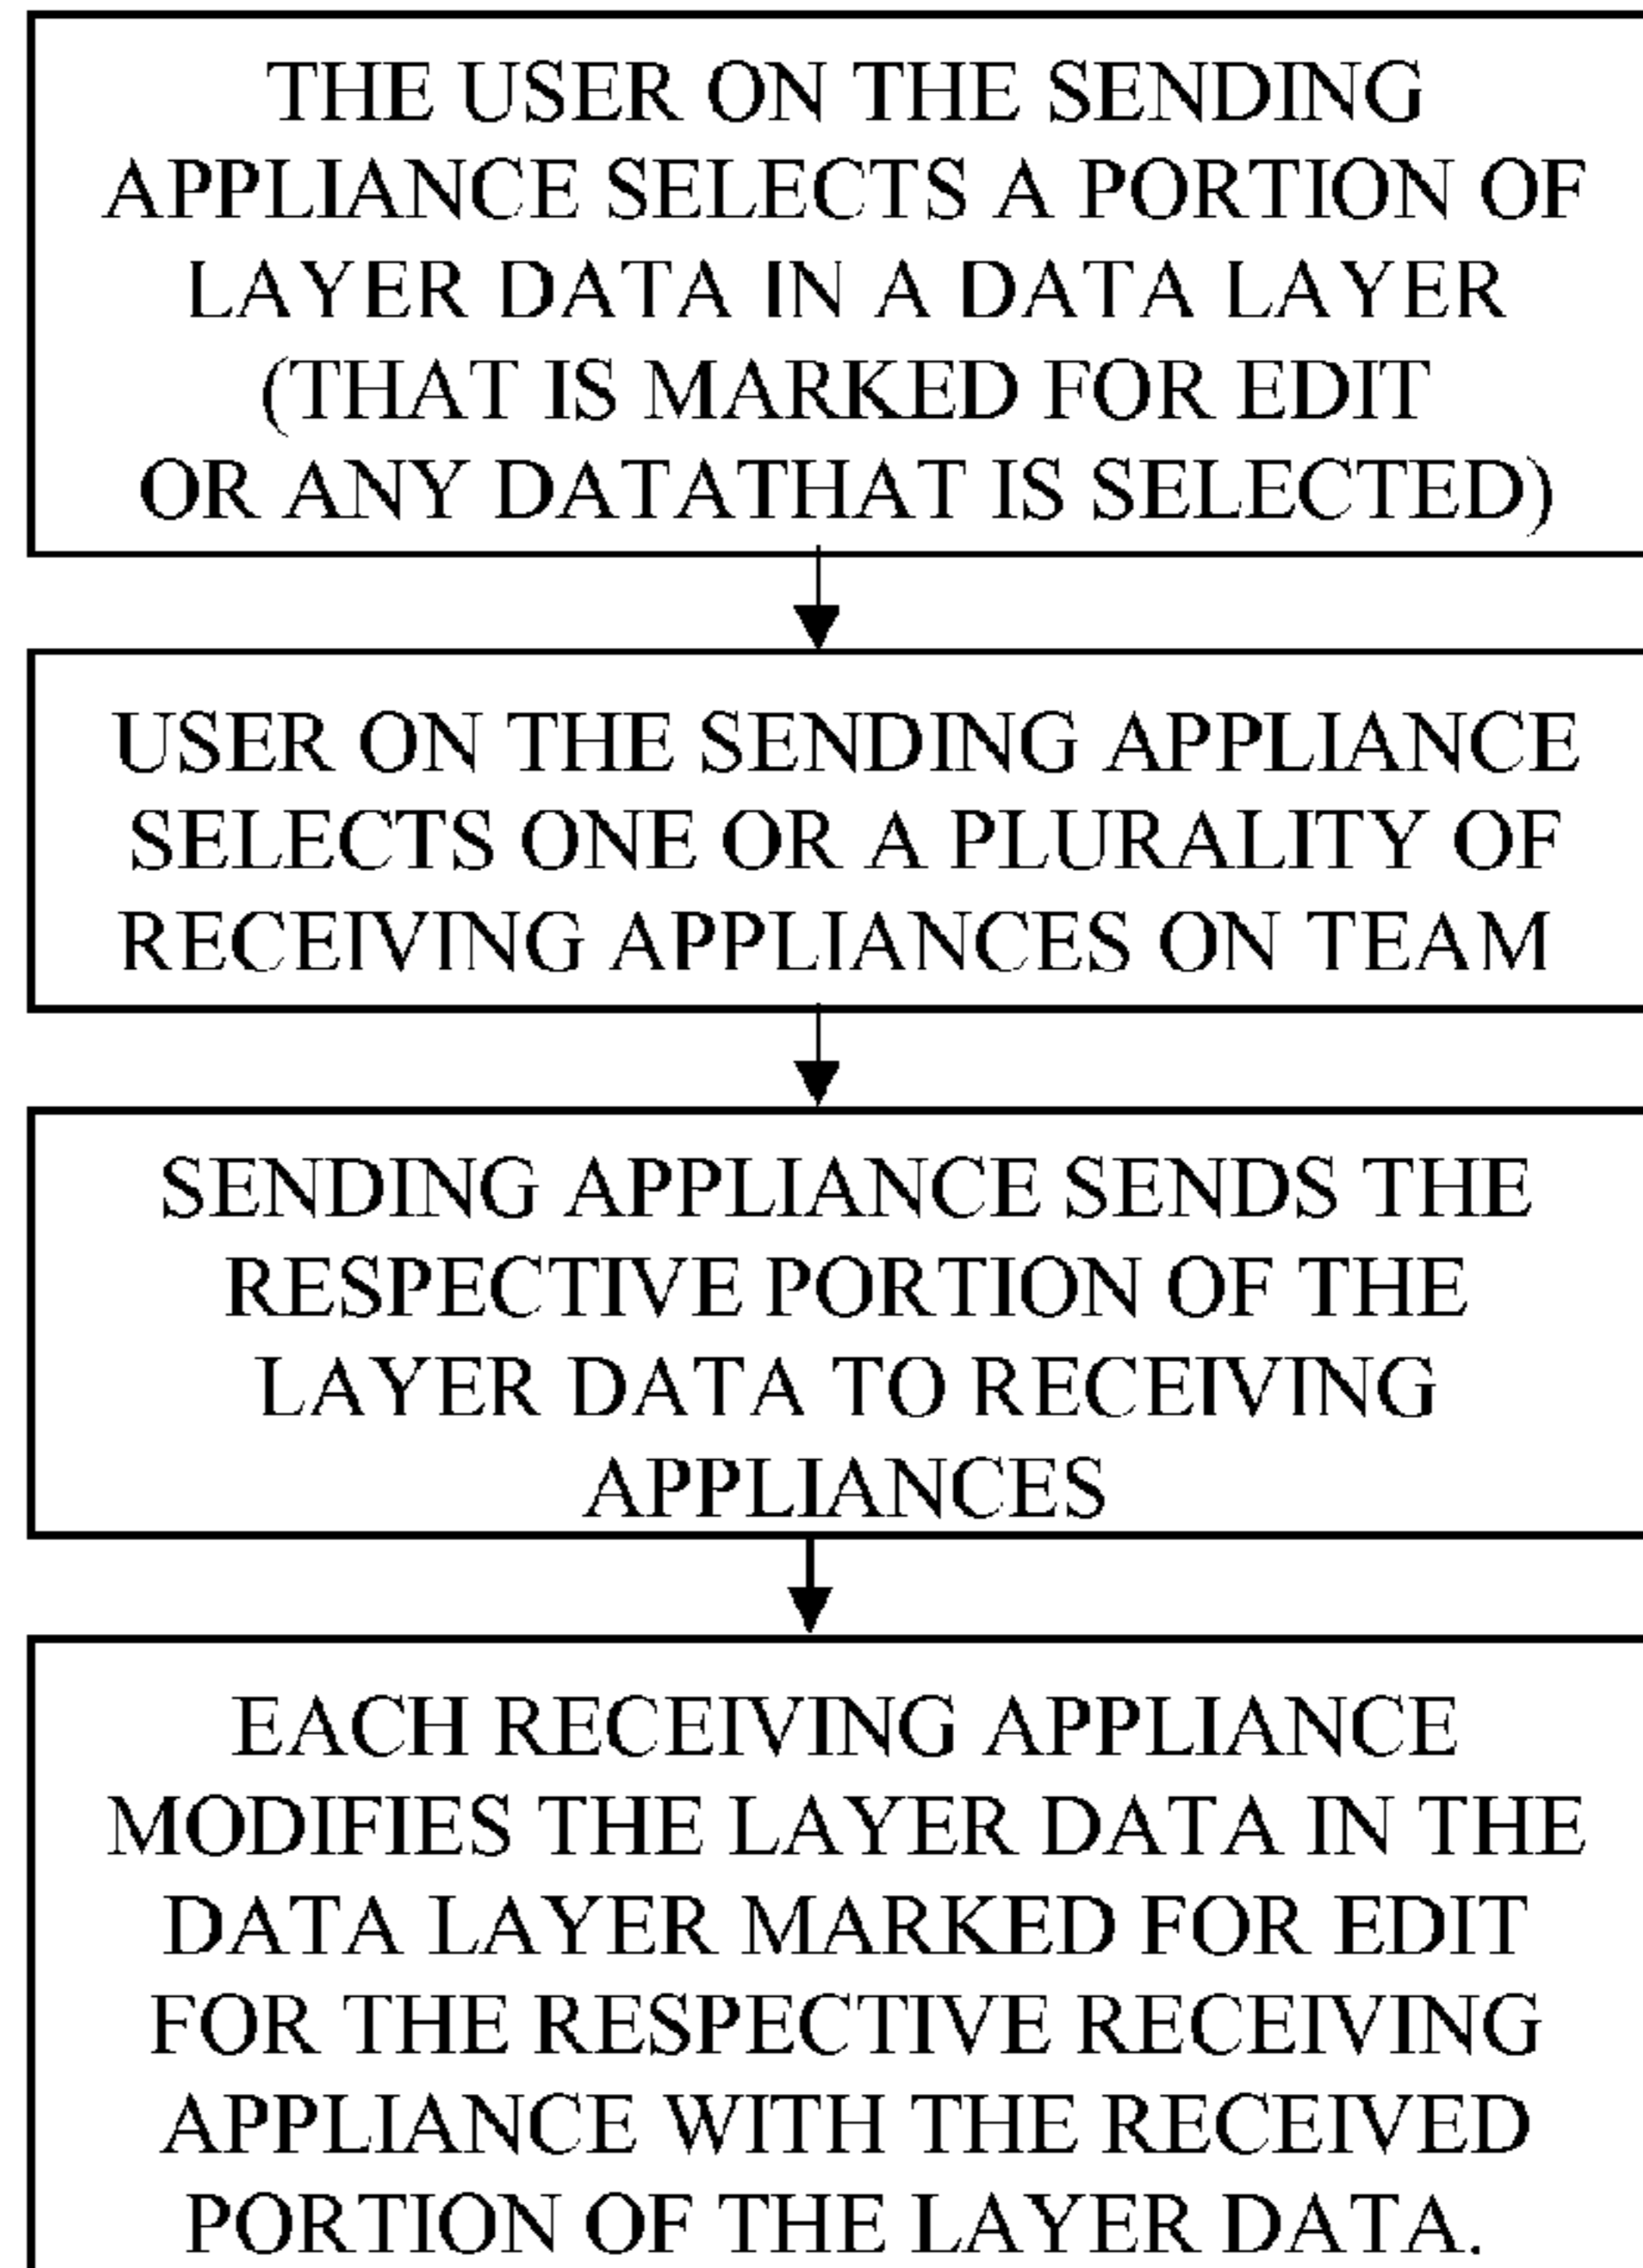 THE USER ON THE SENDING
APPLIANCE SELECTS A PORTION OF
LAYER DATA IN A DATA LAYER
(THAT IS MARKED FOR EDIT
OR ANY DATATHAT IS SELECTED)
USER ON THE SENDING APPLIANCE
SELECTS ONE OR A PLURALITY OF
RECEIVING APPLIANCES ON TEAM
SENDING APPLIANCE SENDS THE
RESPECTIVE PORTION OF THE
LAYER DATA TO RECEIVING
APPLIANCES
EACH RECEIVING APPLIANCE
MODIFIES THE LAYER DATA IN THE
DATA LAYER MARKED FOR EDIT
FOR THE RESPECTIVE RECEIVING
APPLIANCE WITH THE RECEIVED
PORTION OF THE LAYER DATA.